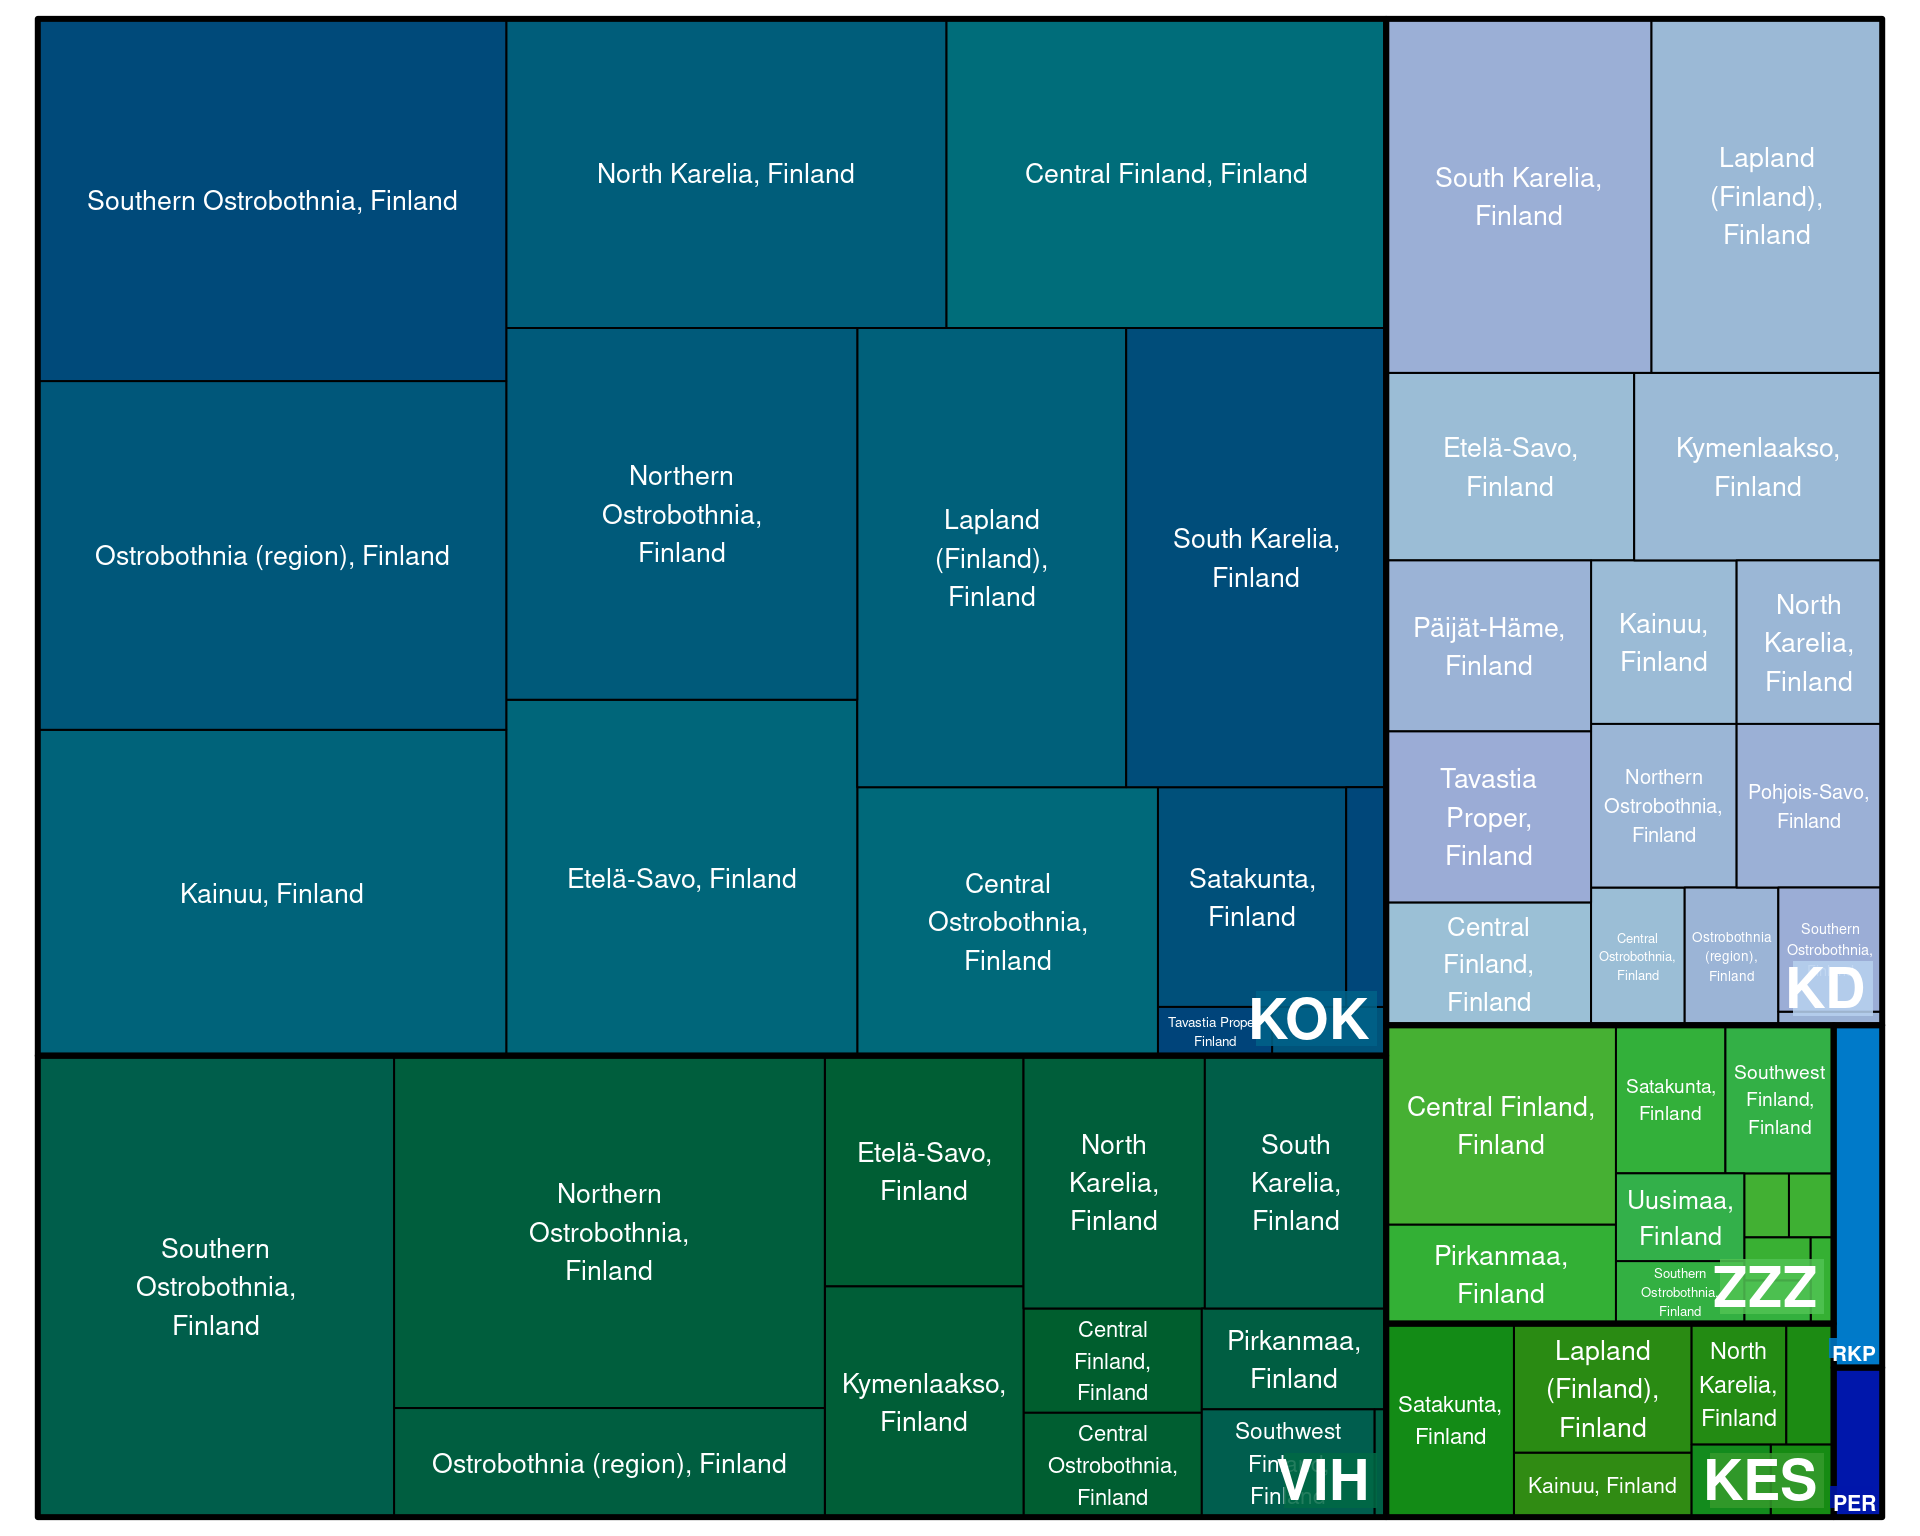 Southern Ostrobothnia, Finland
North Karelia, Finland
Central Finland, Finland
Ostrobothnia (region), Finland
Northern
Ostrobothnia,
Finland
Lapland
(Finland),
Finland
South Karelia,
Finland
Kainuu, Finland
Etelä-Savo, Finland
Central
Ostrobothnia,
Finland
Satakunta,
Finland
Tavastia Proper,
Finland
KOK
South Karelia,
Finland
Lapland
(Finland),
Finland
Etelä-Savo,
Finland
Kymenlaakso,
Finland
Päijät-Häme,
Finland
Kainuu,
Finland
North
Karelia,
Finland
Tavastia
Proper,
Finland
Northern
Ostrobothnia,
Finland
Pohjois-Savo,
Finland
Central
Finland,
Finland
Central
Ostrobothnia,
Finland
Ostrobothnia
(region),
Finland
Southern
Ostrobothnia,
KD
Southern
Ostrobothnia,
Finland
Northern
Ostrobothnia,
Finland
Ostrobothnia (region), Finland
Etelä-Savo,
Finland
Kymenlaakso,
Finland
North
Karelia,
Finland
South
Karelia,
Finland
Central
Finland,
Finland
Pirkanmaa,
Finland
Central
Ostrobothnia,
Finland
Southwest
Finland,
Finland
VIH
Central Finland,
Finland
Satakunta,
Finland
Southwest
Finland,
Finland
Pirkanmaa,
Finland
Uusimaa,
Finland
Southern
Ostrobothnia,
Finland
ZZZ
Satakunta,
Finland
Lapland
(Finland),
Finland
North
Karelia,
Finland
Kainuu, Finland
KES
RKP
PER